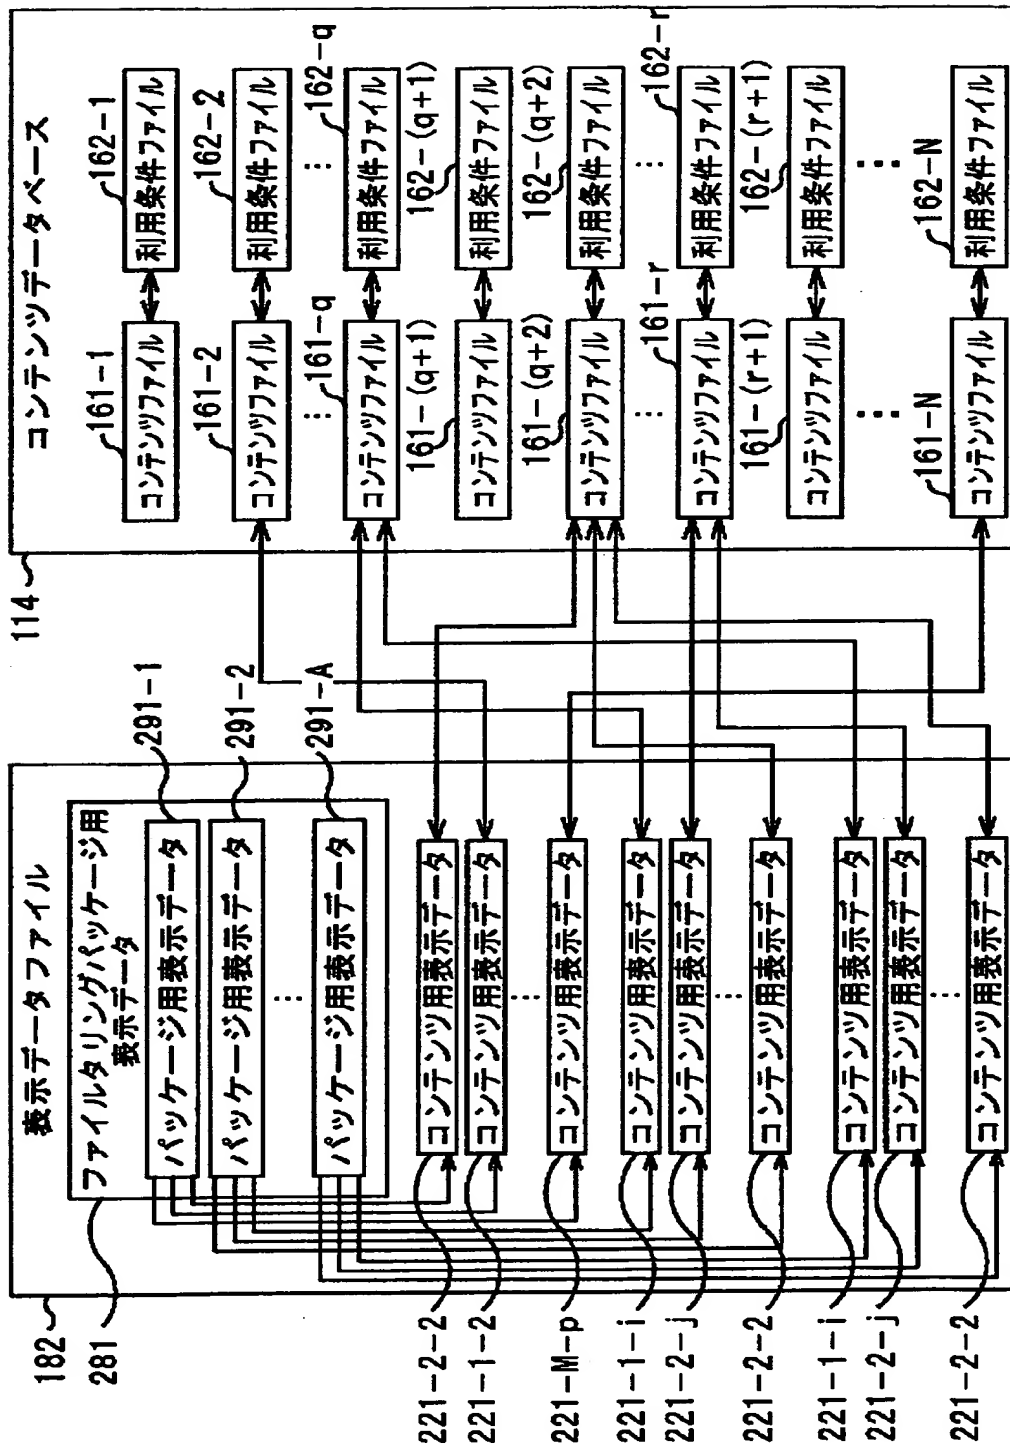 182
表示データファイル
281
ファイルタリングパッケージ用
表示データ
パッケージ用表示データ
291-1
パッケージ用表示データ
291-2
⋯
パッケージ用表示データ
291-A
221-2-2
コンテンツ用表示データ
221-1-2
コンテンツ用表示データ
⋯
221-M-p
コンテンツ用表示データ
221-1-i
コンテンツ用表示データ
221-2-j
コンテンツ用表示データ
⋯
221-2-2
コンテンツ用表示データ
221-1-i
コンテンツ用表示データ
221-2-j
コンテンツ用表示データ
⋯
221-2-2
コンテンツ用表示データ
114
コンテンツデータベース
161-1
コンテンツファイル
162-1
利用条件ファイル
161-2
コンテンツファイル
162-2
利用条件ファイル
⋮
⋮
161-q
コンテンツファイル
162-q
利用条件ファイル
161-(q+1)
コンテンツファイル
162-(q+1)
利用条件ファイル
161-(q+2)
コンテンツファイル
162-(q+2)
利用条件ファイル
⋮
⋮
161-r
コンテンツファイル
162-r
利用条件ファイル
161-(r+1)
コンテンツファイル
162-(r+1)
利用条件ファイル
⋮
⋮
161-N
コンテンツファイル
162-N
利用条件ファイル